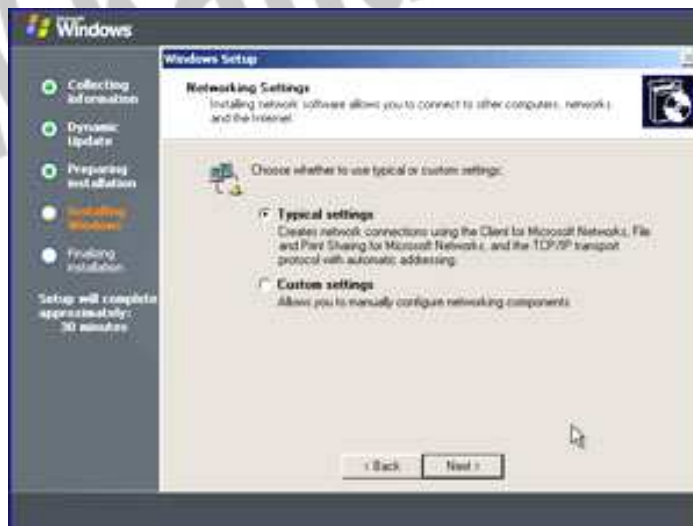 Windows
Windows Setup
Collecting
information
Dynamic
Update
Preparing
installation
Installing
Windows
Finalizing
installation
Setup will complete
approximately:
30 minutes
Networking Settings
Installing network software allows you to connect to other computers, networks
and the Internet.
Choose whether to use typical or custom settings:
Typical settings
Creates network connections using the Client for Microsoft Networks, File
and Print Sharing for Microsoft Networks, and the TCP/IP transport
protocol with automatic addressing.
Custom settings
Allows you to manually configure networking components.
< Back
Next >